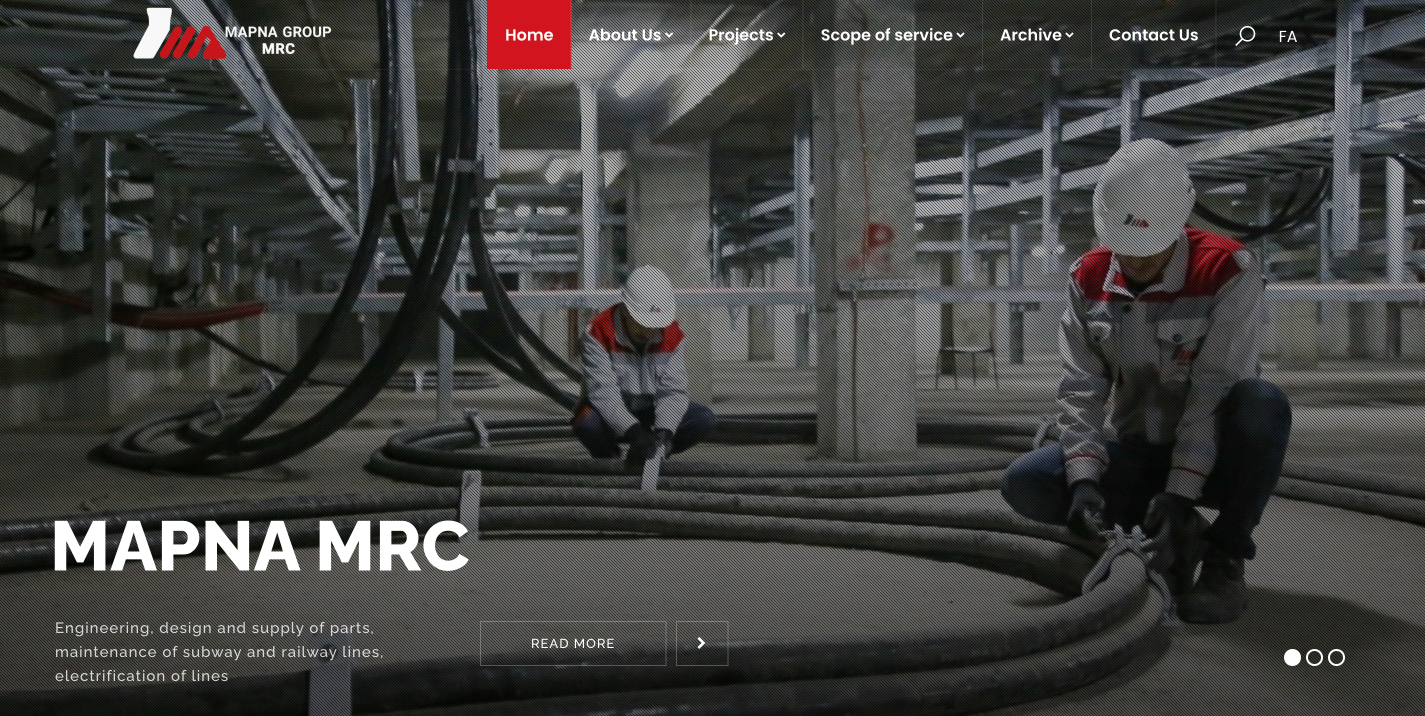 MAPNA GROUP
MRC
Home
About Us
Projects
Scope of service
Archive
Contact Us
FA
MAPNA MRC
Engineering, design and supply of parts,
maintenance of subway and railway lines,
electrification of lines
READ MORE